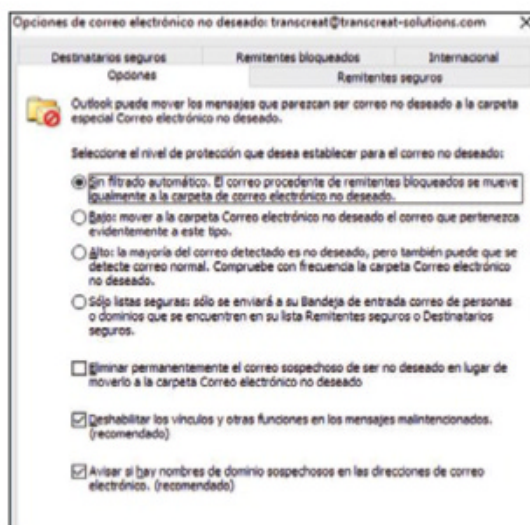 Opciones de correo electrónico no deseado: transcreat@transcreat-solutions.com
Destinatarios seguros Remitentes bloqueados Internacional
Opciones Remitentes seguros
Outlook puede mover los mensajes que parezcan ser correo no deseado a la carpeta
especial Correo electrónico no deseado.
Seleccione el nivel de protección que desea establecer para el correo no deseado:
Sin filtrado automático. El correo procedente de remitentes bloqueados se mueve
igualmente a la carpeta de correo electrónico no deseado.
Bajo: mover a la carpeta Correo electrónico no deseado el correo que pertenezca
evidentemente a este tipo.
Alto: la mayoría del correo detectado es no deseado, pero también puede que se
detecte correo normal. Compruebe con frecuencia la carpeta Correo electrónico
no deseado.
Sólo listas seguras: sólo se enviará a su Bandeja de entrada correo de personas
o dominios que se encuentren en su lista Remitentes seguros o Destinatarios
seguros.
Eliminar permanentemente el correo sospechoso de ser no deseado en lugar de
moverlo a la carpeta Correo electrónico no deseado
Deshabilitar los vínculos y otras funciones en los mensajes malintencionados.
(recomendado)
Avisar si hay nombres de dominio sospechosos en las direcciones de correo
electrónico. (recomendado)